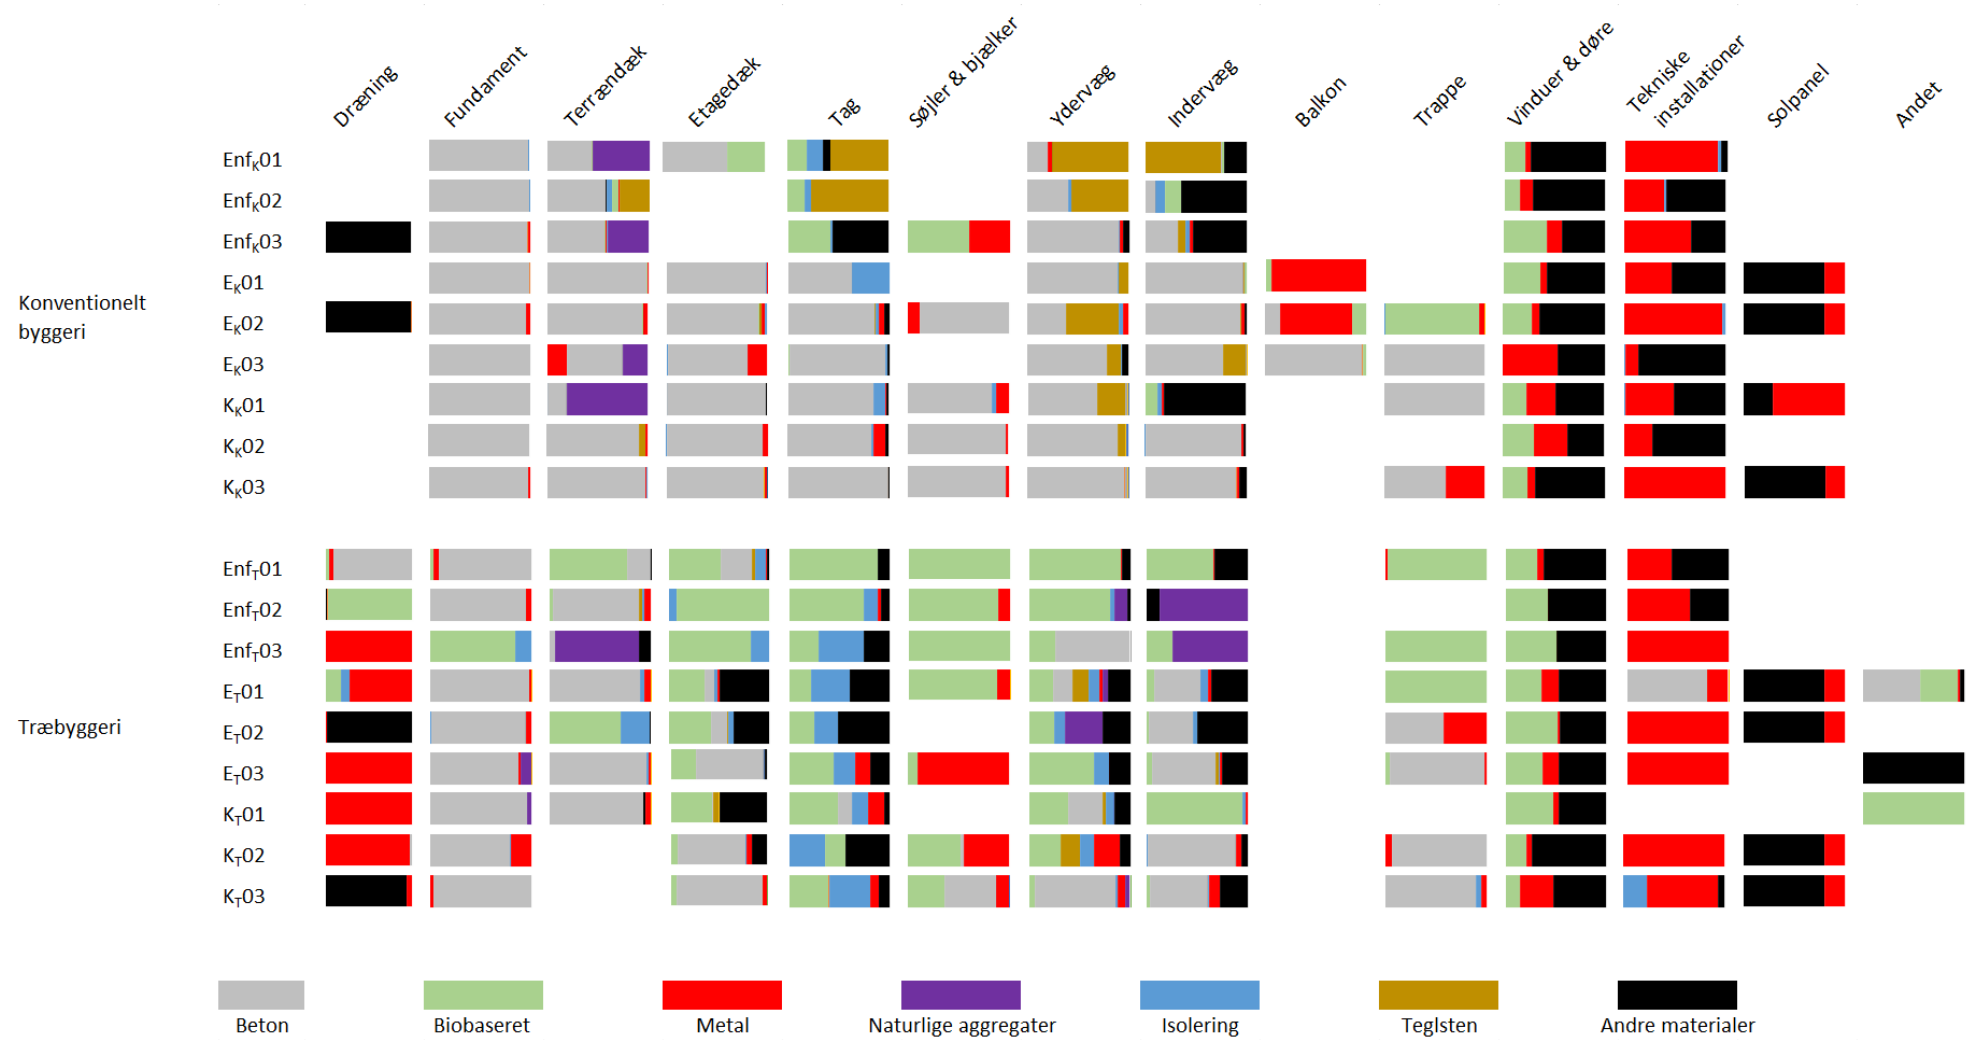 Dræning
Fundament
Terrændæk
Etagedæk
Tag
Søjler & bjælker
Ydervæg
Indervæg
Balkon
Trappe
Vinduer & døre
Tekniske
installationer
Solpanel
Andet
Konventionelt
byggeri
EnfK01
EnfK02
EnfK03
EK01
EK02
EK03
KK01
KK02
KK03
Træbyggeri
EnfT01
EnfT02
EnfT03
ET01
ET02
ET03
KT01
KT02
KT03
Beton
Biobaseret
Metal
Naturlige aggregater
Isolering
Teglsten
Andre materialer